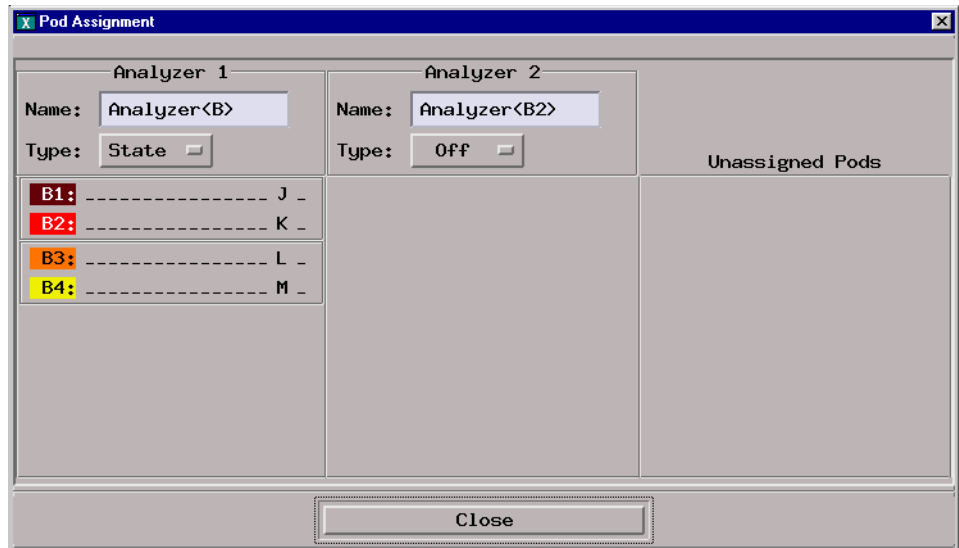 X Pod Assignment
Analyzer 1
Name: Analyzer<B>
Type: State
Analyzer 2
Name: Analyzer<B2>
Type: Off
Unassigned Pods
B1: ________________ J _
B2: ________________ K _
B3: ________________ L _
B4: ________________ M _
Close